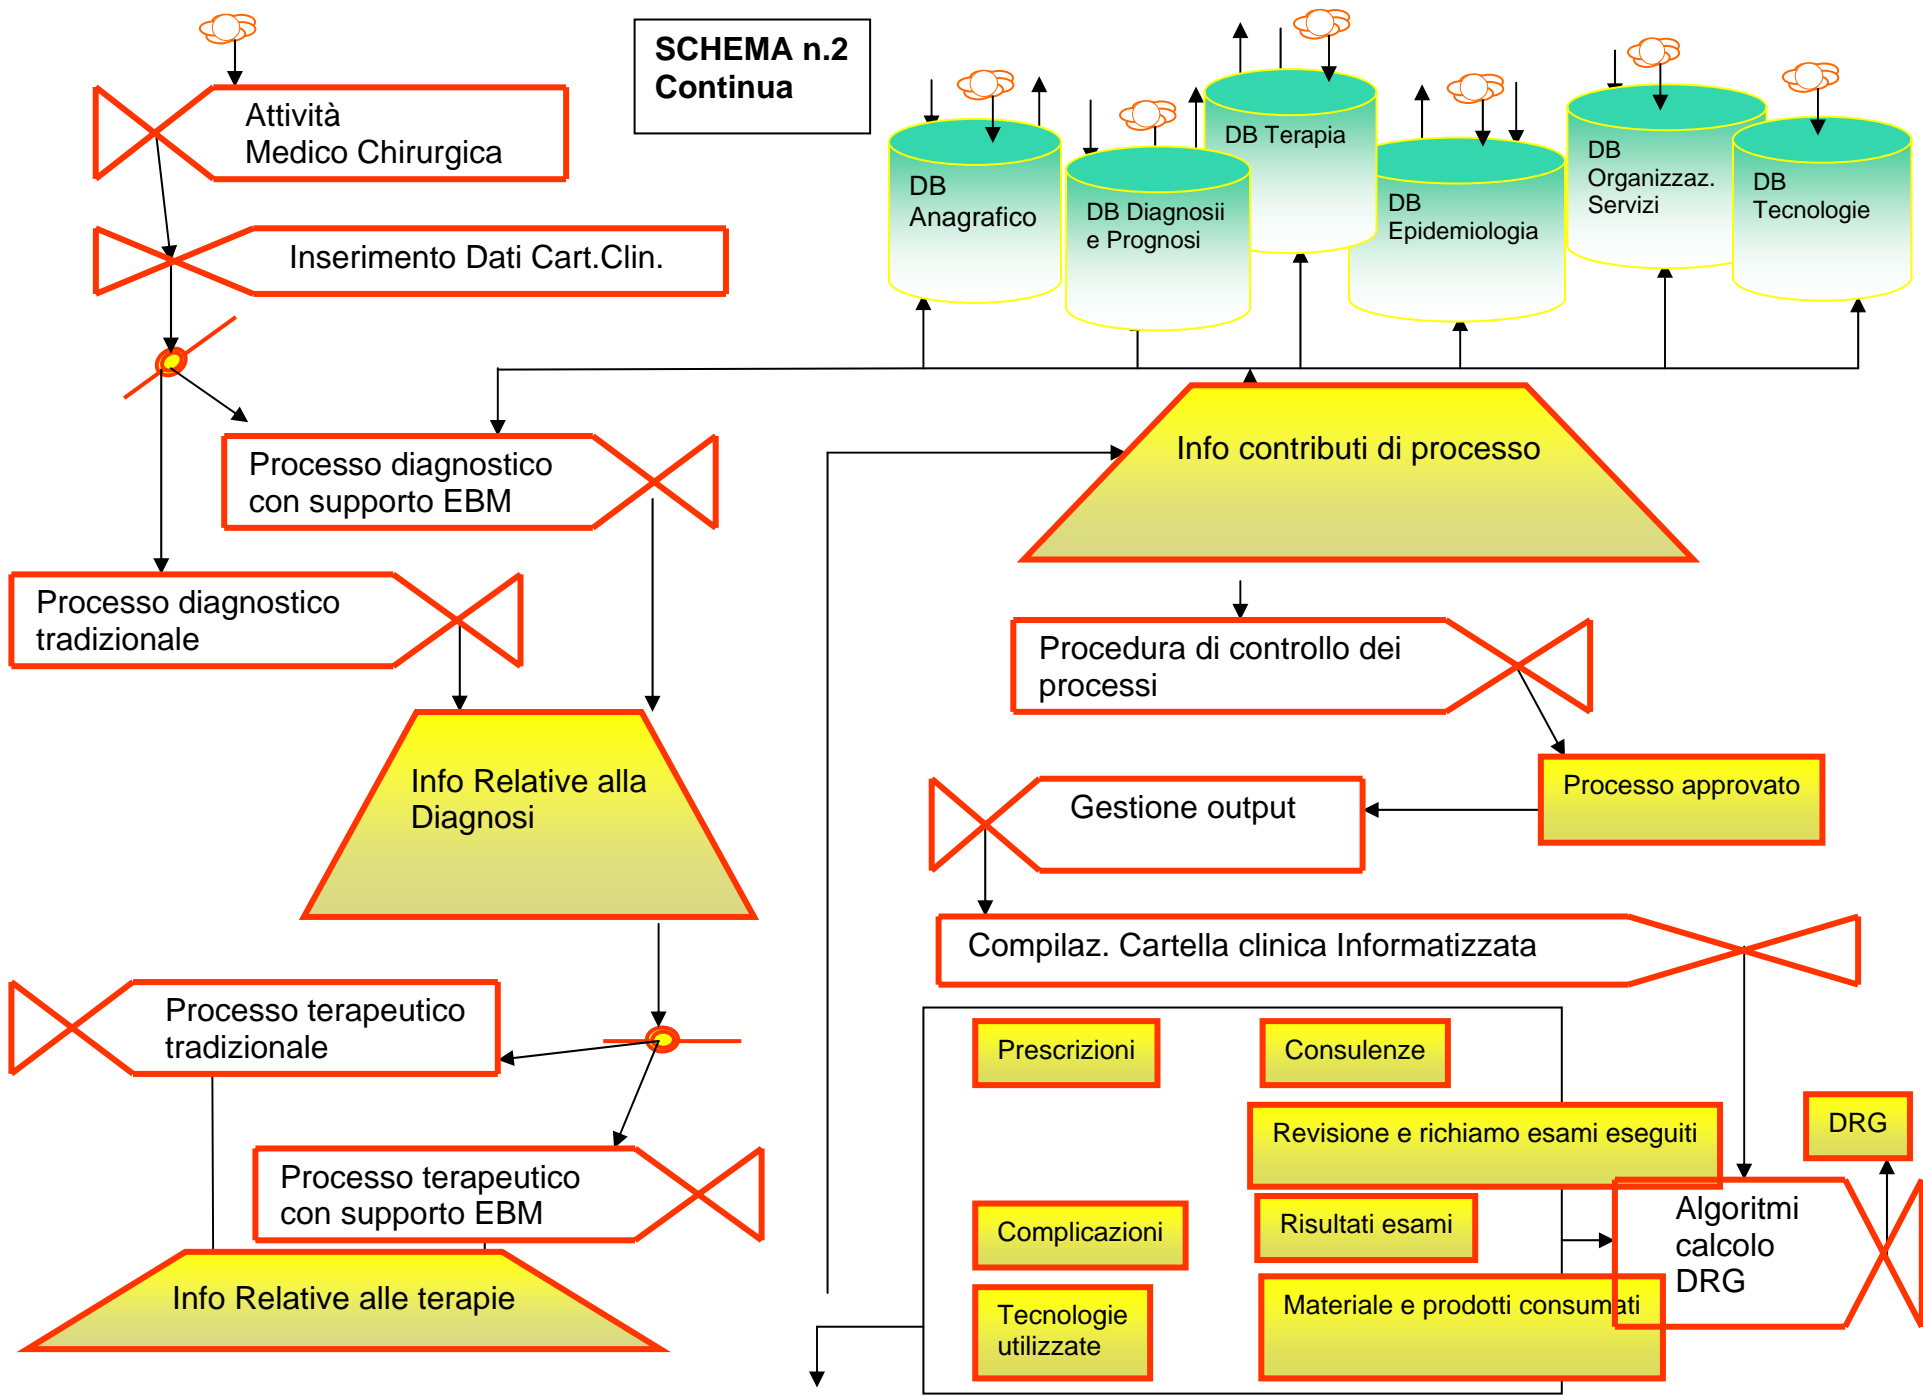 SCHEMA n.2
Continua
Attività
Medico Chirurgica
Inserimento Dati Cart.Clin.
DB
Anagrafico
DB Diagnosii
e Prognosi
DB Terapia
DB
Epidemiologia
DB
Organizzaz.
Servizi
DB
Tecnologie
Processo diagnostico
con supporto EBM
Processo diagnostico
tradizionale
Info Relative alla
Diagnosi
Processo terapeutico
tradizionale
Processo terapeutico
con supporto EBM
Info Relative alle terapie
Info contributi di processo
Procedura di controllo dei
processi
Processo approvato
Gestione output
Compilaz. Cartella clinica Informatizzata
Prescrizioni
Consulenze
Revisione e richiamo esami eseguiti
Complicazioni
Risultati esami
Tecnologie
utilizzate
Materiale e prodotti consumati
Algoritmi
calcolo
DRG
DRG